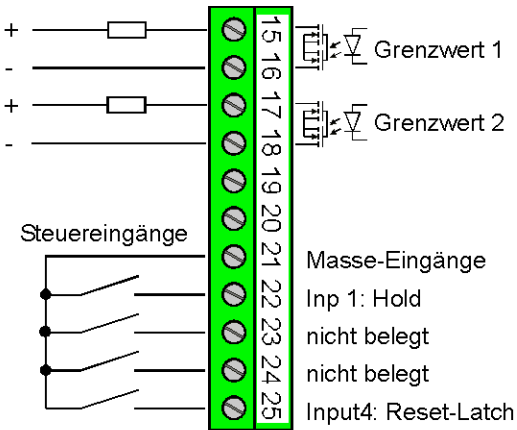 +
15
-
16
Grenzwert 1
+
17
-
18
Grenzwert 2
19
20
Steuereingänge
21
Masse-Eingänge
22
Inp 1: Hold
23
nicht belegt
24
nicht belegt
25
Input4: Reset-Latch